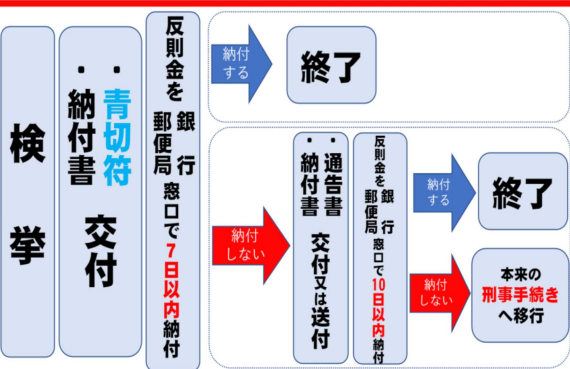 検挙
・青切符
・納付書
交付
反則金を
銀行
郵便局
窓口で7日以内納付
納付
する
終了
納付
しない
・通告書
・納付書
交付又は送付
反則金を
銀行
郵便局
窓口で10日以内納付
納付
する
終了
納付
しない
本来の
刑事手続き
へ移行